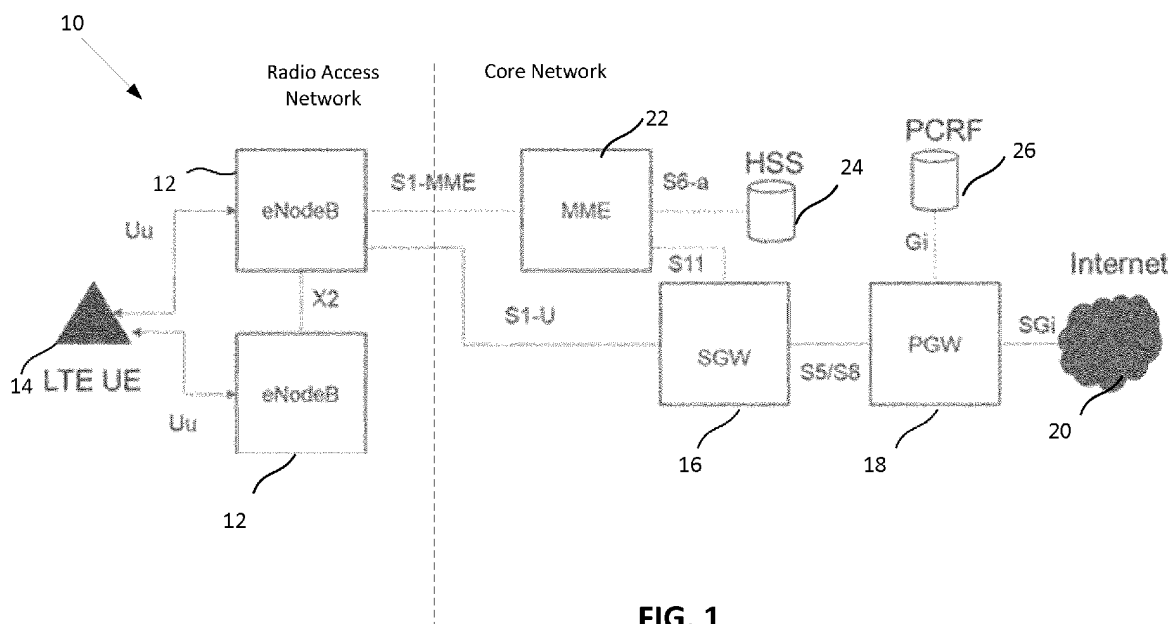 10
Radio Access
Network
Core Network
22
PCRF
12
S1-MME
HSS
26
eNodeB
MME
S6-a
24
Uu
Gi
S11
Internet
X2
S1-U
SGi
SGW
PGW
14
LTE UE
S5/S8
eNodeB
Uu
16
18
20
12
FIG. 1